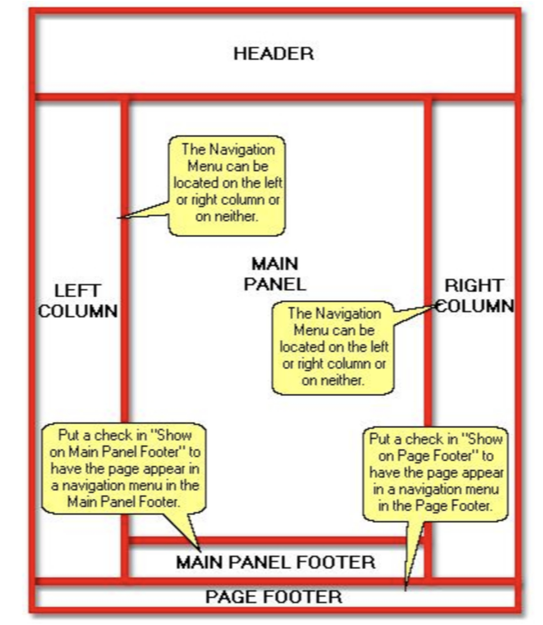 HEADER
The Navigation
Menu can be
located on the left
or right column or
on neither.
MAIN
PANEL
LEFT
COLUMN
RIGHT
COLUMN
The Navigation
Menu can be
located on the left
or right column or
on neither.
Put a check in "Show
on Main Panel Footer" to
have the page appear in
a navigation menu in the
Main Panel Footer.
Put a check in "Show
on Page Footer" to
have the page appear
in a navigation menu
in the Page Footer.
MAIN PANEL FOOTER
PAGE FOOTER